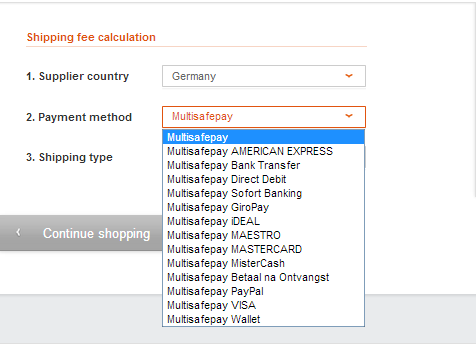 Shipping fee calculation
1. Supplier country
Germany
2. Payment method
Multisafepay
Multisafepay
Multisafepay AMERICAN EXPRESS
3. Shipping type
Multisafepay Bank Transfer
Multisafepay Direct Debit
Multisafepay Sofort Banking
Multisafepay GiroPay
Multisafepay iDEAL
Continue shopping
Multisafepay MAESTRO
Multisafepay MASTERCARD
Multisafepay MisterCash
Multisafepay Betaal na Ontvangst
Multisafepay PayPal
Multisafepay VISA
Multisafepay Wallet